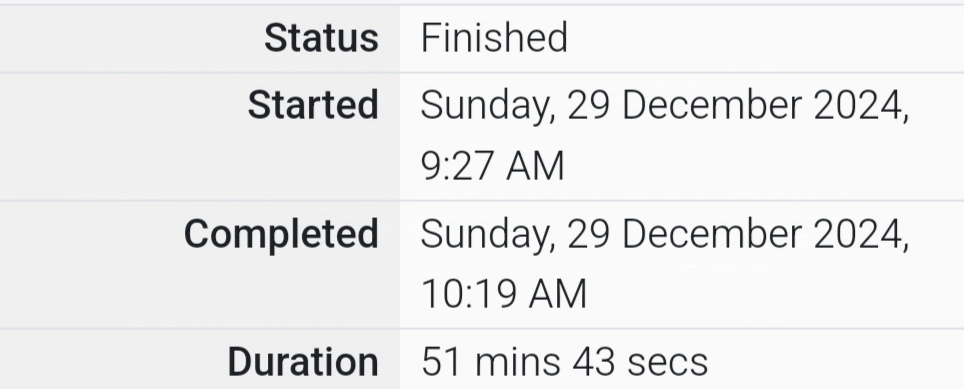 Status Finished
Started Sunday, 29 December 2024,
9:27 AM
Completed Sunday, 29 December 2024,
10:19 AM
Duration 51 mins 43 secs